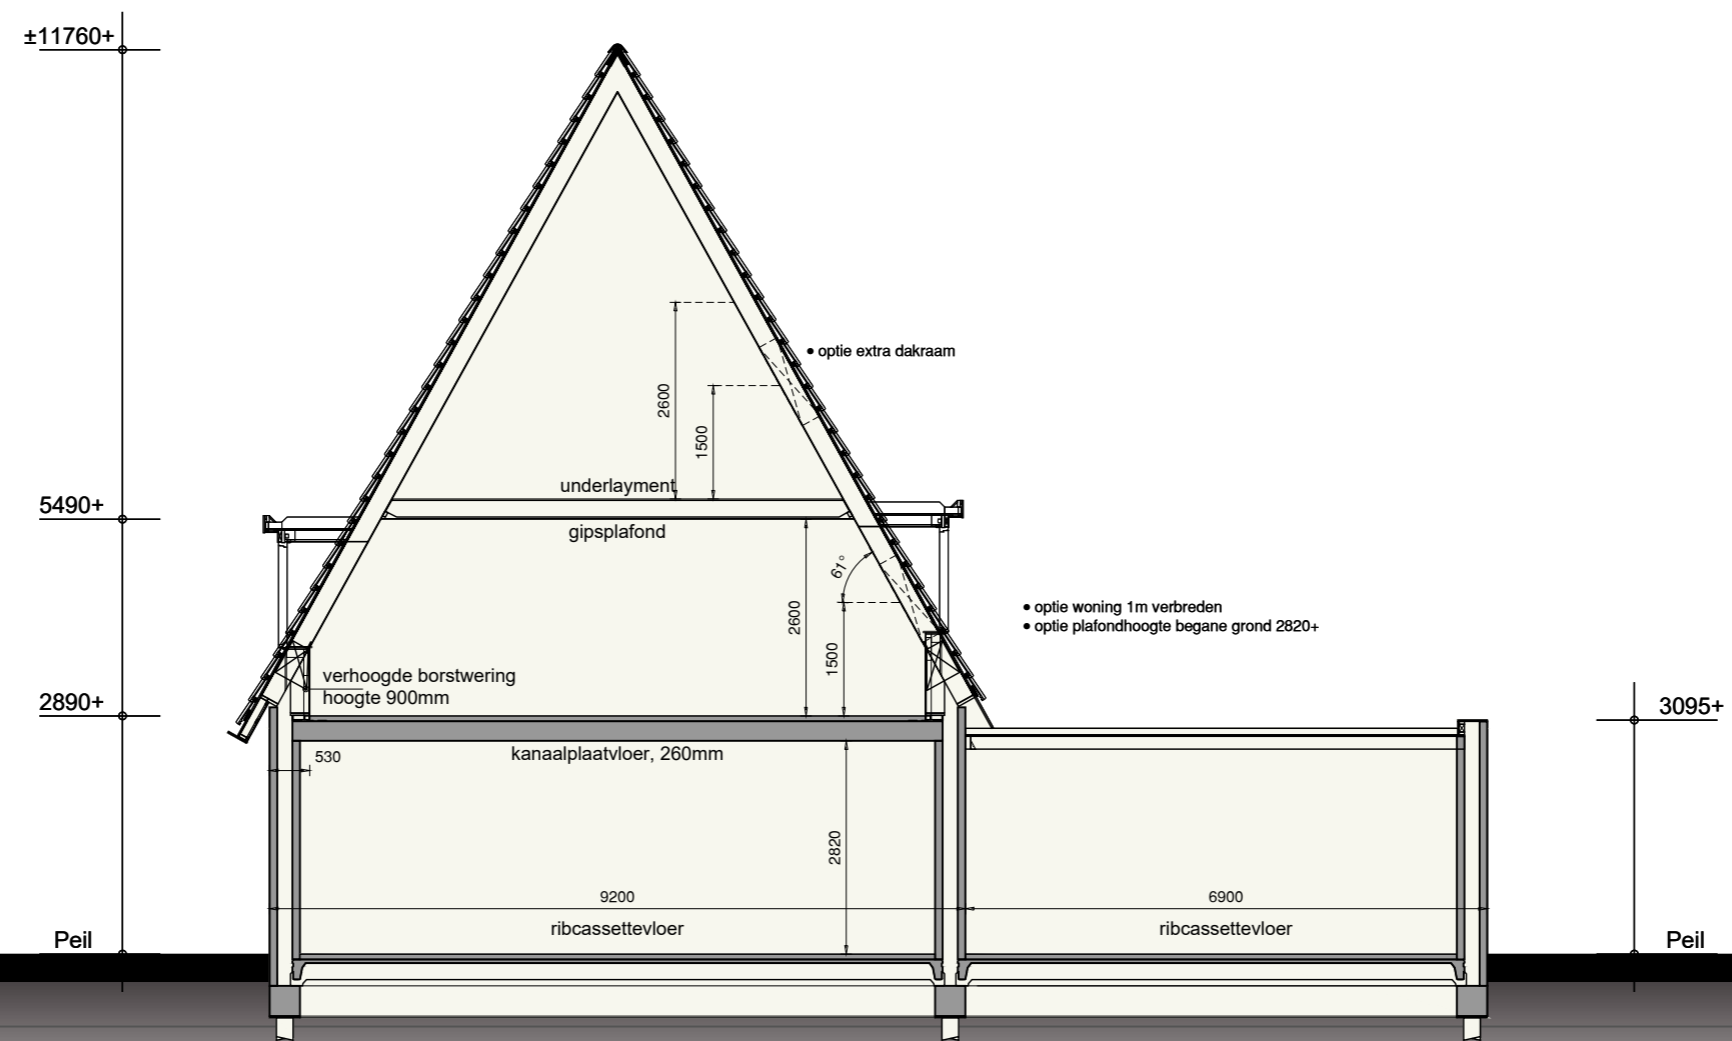 ±11760+
• optie extra dakraam
2600
1500
underlayment
5490+
gipsplafond
61°
• optie woning 1m verbreden
• optie plafondhoogte begane grond 2820+
2600
1500
verhoogde borstwering
hoogte 900mm
2890+
3095+
530
kanaalplaatvloer, 260mm
2820
9200
6900
ribcassettevloer
ribcassettevloer
Peil
Peil